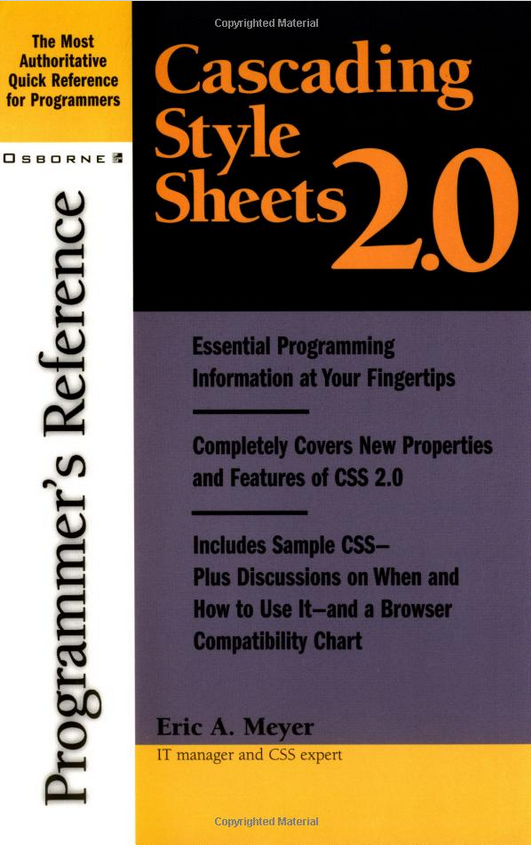 Copyrighted Material
The Most
Authoritative
Quick Reference
for Programmers
OSBORNE
Programmer's Reference
Cascading
Style
Sheets 2.0
Essential Programming
Information at Your Fingertips
Completely Covers New Properties
and Features of CSS 2.0
Includes Sample CSS—
Plus Discussions on When and
How to Use It—and a Browser
Compatibility Chart
Eric A. Meyer
IT manager and CSS expert
Copyrighted Material